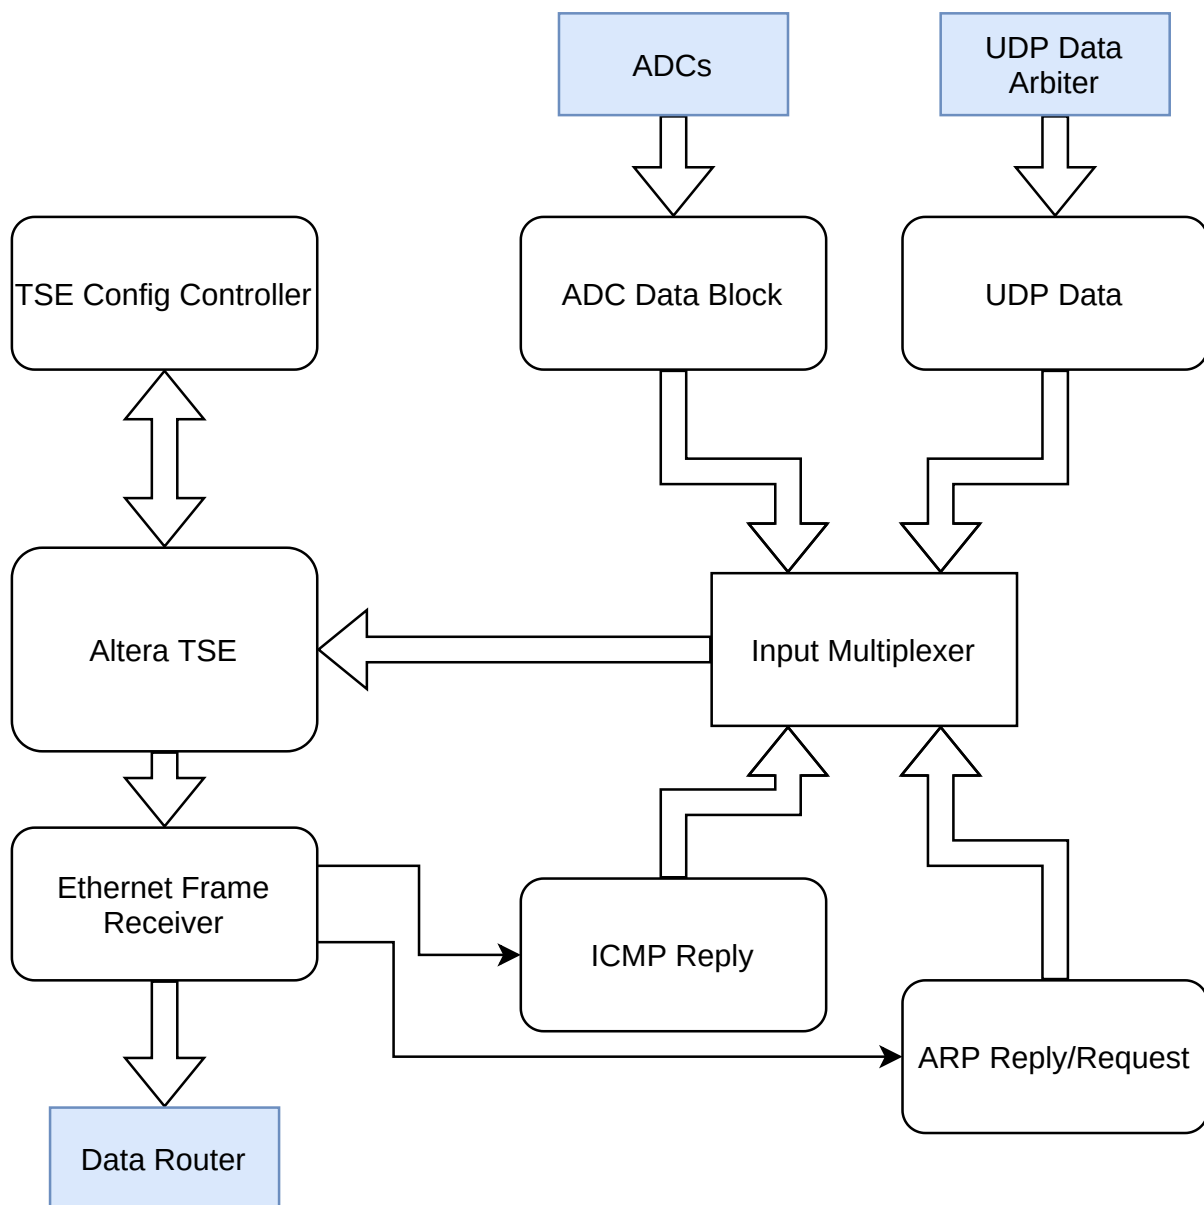 ADCs
UDP Data
Arbiter
TSE Config Controller
ADC Data Block
UDP Data
Altera TSE
Input Multiplexer
Ethernet Frame
Receiver
ICMP Reply
ARP Reply/Request
Data Router